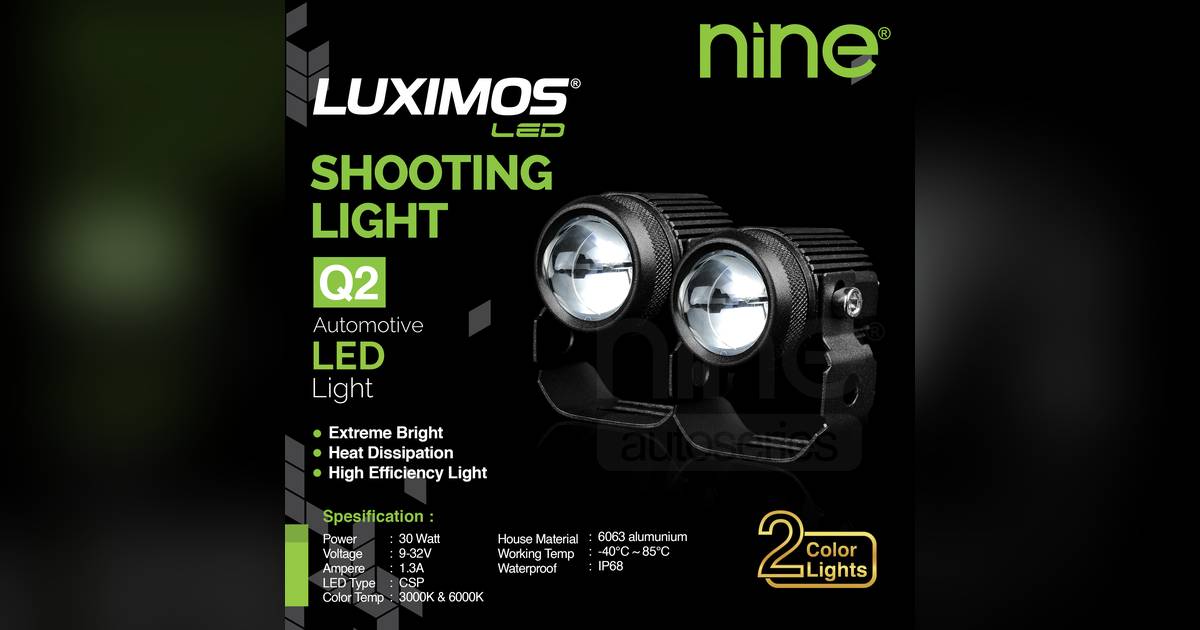 nine®
LUXIMOS®
LED
SHOOTING
LIGHT
Q2
Automotive
LED
Light
Extreme Bright
Heat Dissipation
High Efficiency Light
nine®
autoseries
Spesification :
Power : 30 Watt
Voltage : 9-32V
Ampere : 1.3A
LED Type : CSP
Color Temp : 3000K & 6000K
House Material : 6063 alumunium
Working Temp : -40°C ~ 85°C
Waterproof : IP68
2 Color
Lights